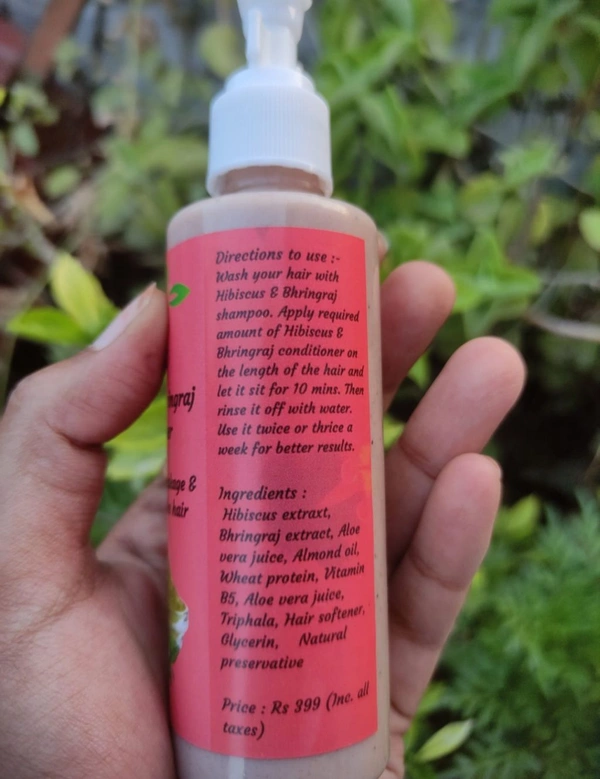 Directions to use :-
Wash your hair with
Hibiscus & Bhringraj
shampoo. Apply required
amount of Hibiscus &
Bhringraj conditioner on
the length of the hair and
let it sit for 10 mins. Then
rinse it off with water.
Use it twice or thrice a
week for better results.
Ingredients :
Hibiscus extraxt,
Bhringraj extract, Aloe
vera juice, Almond oil,
Wheat protein, Vitamin
B5, Aloe vera juice,
Triphala, Hair softener,
Glycerin, Natural
preservative
Price : Rs 399 (Inc. all
taxes)
&
hair